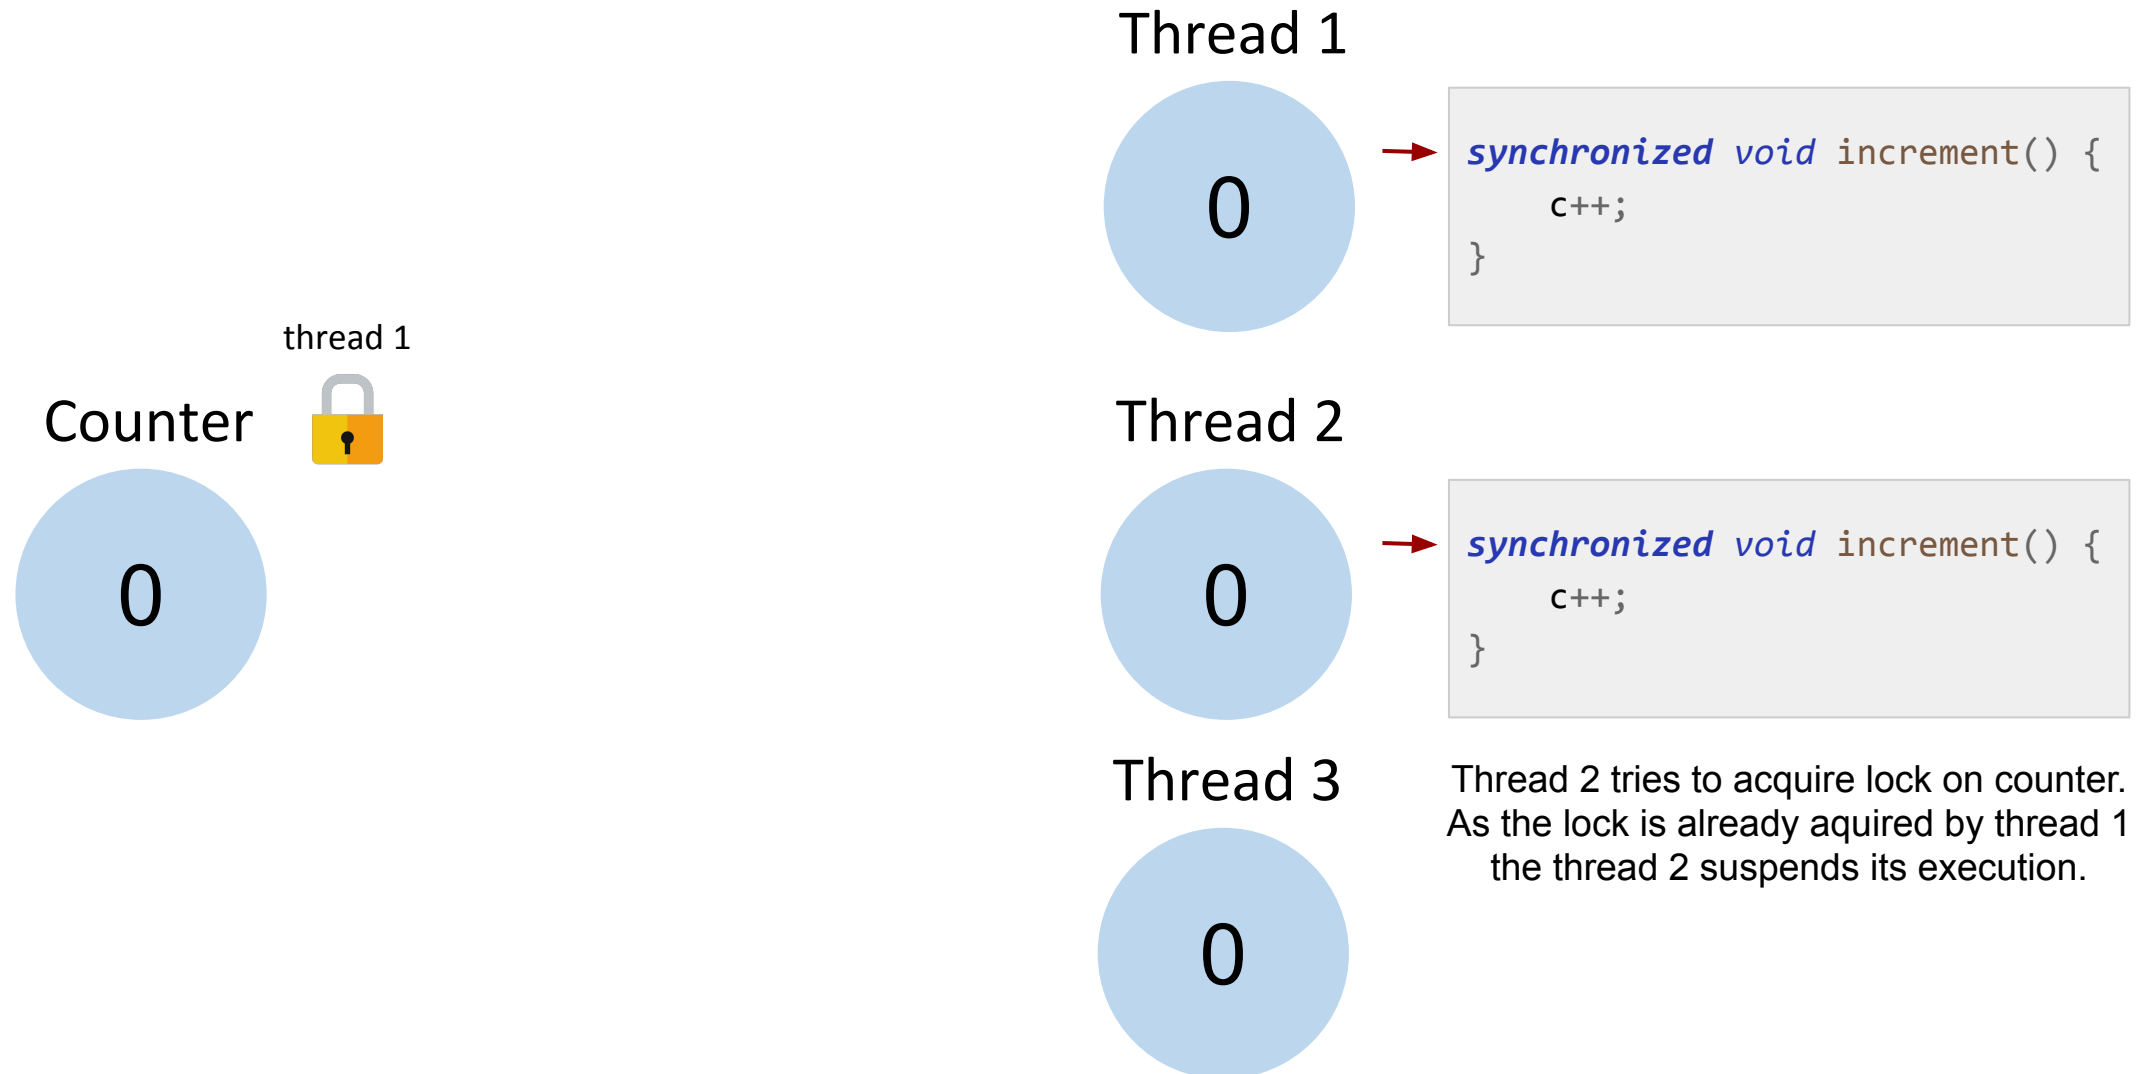 Thread 1
0
synchronized void increment() {
c++;
}
thread 1
Counter
0
Thread 2
0
synchronized void increment() {
c++;
}
Thread 3
0
Thread 2 tries to acquire lock on counter.
As the lock is already aquired by thread 1
the thread 2 suspends its execution.